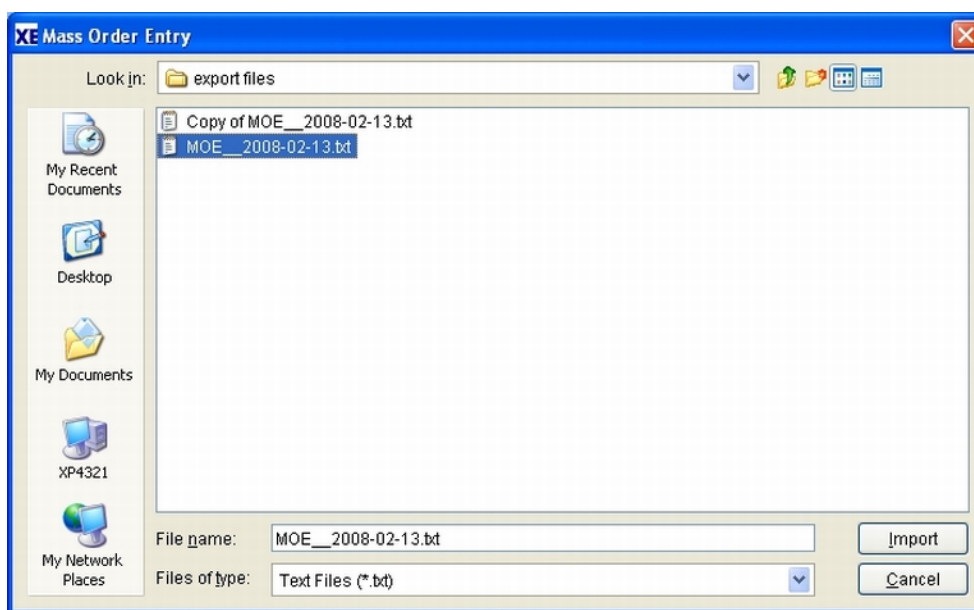 XE Mass Order Entry
Look in: export files
Copy of MOE__2008-02-13.txt
MOE__2008-02-13.txt
My Recent
Documents
Desktop
My Documents
XP4321
My Network
Places
File name: MOE__2008-02-13.txt Import
Files of type: Text Files (*.txt) Cancel